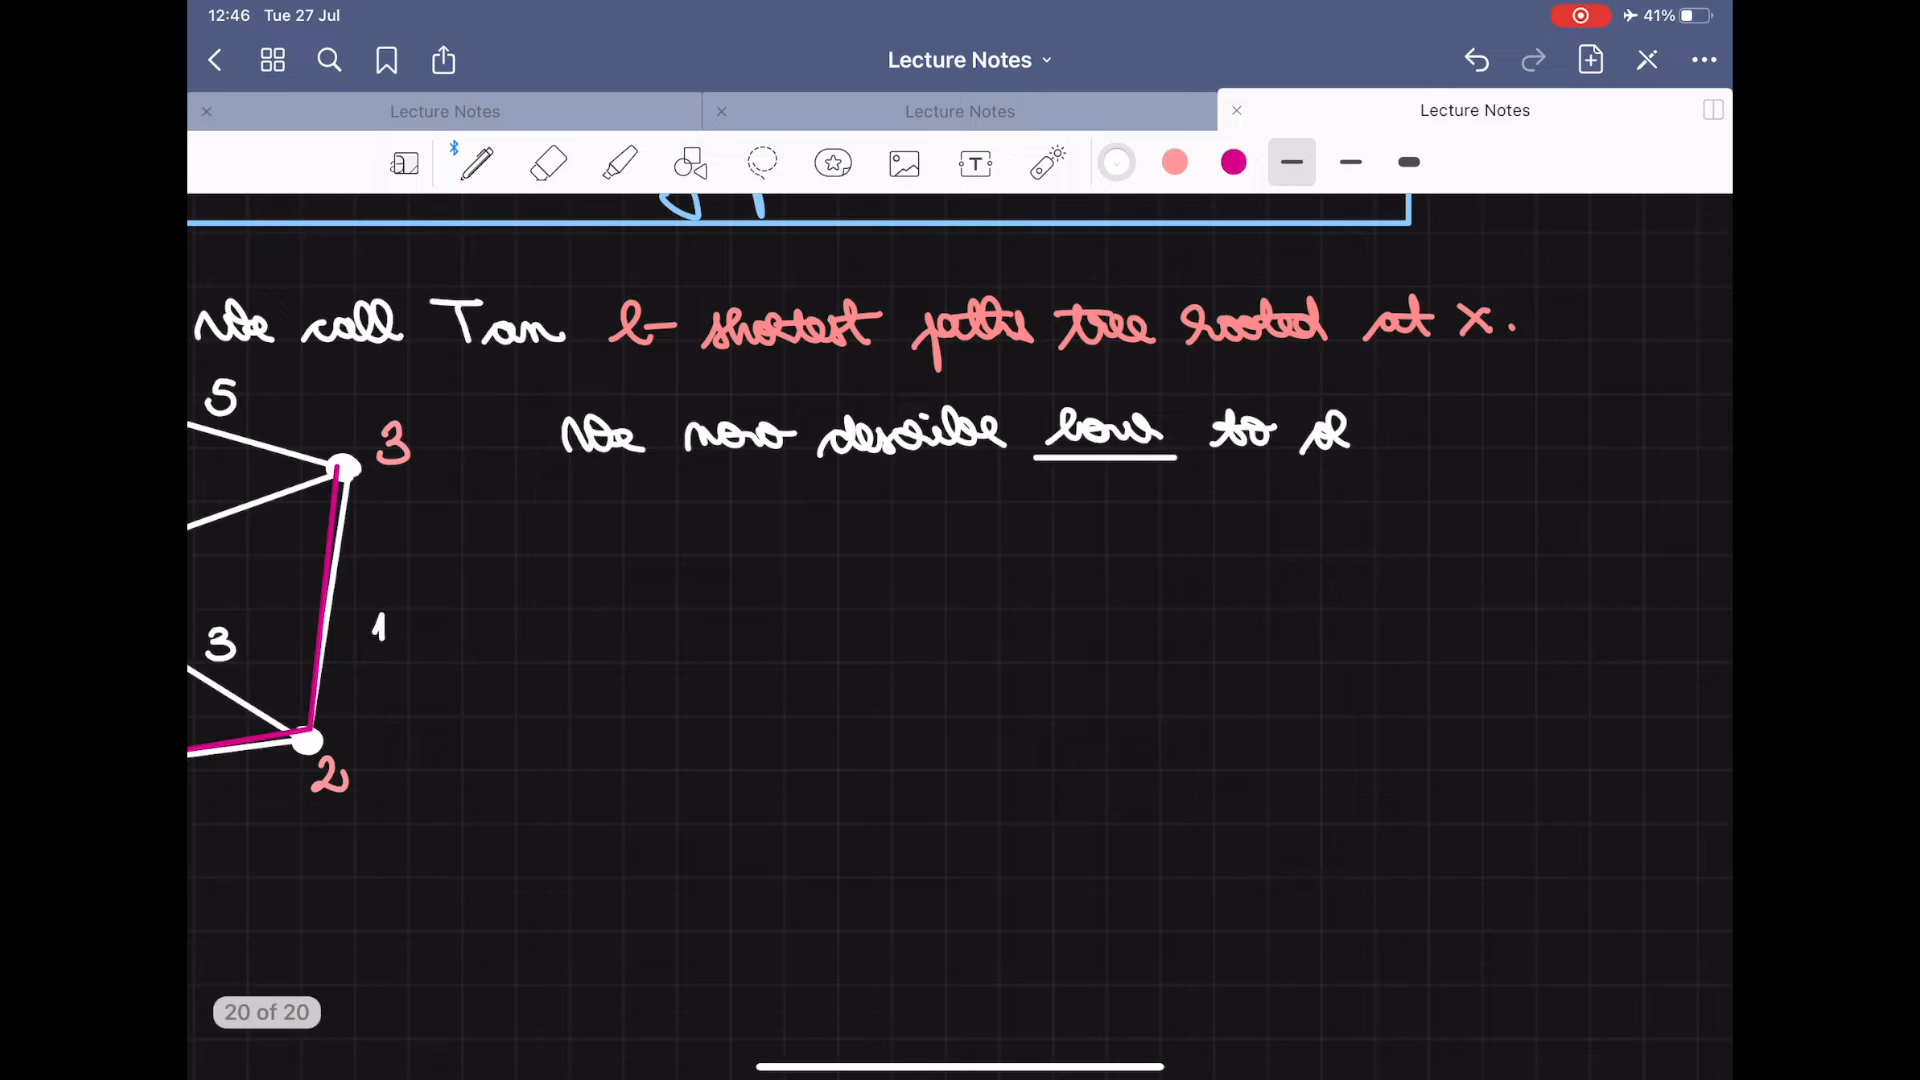 12:46 Tue 27 Jul
41%
Lecture Notes
Lecture Notes
Lecture Notes
Lecture Notes
We call T an l- shortest paths tree rooted at x.
5
3
We now describe how to
1
3
2
20 of 20